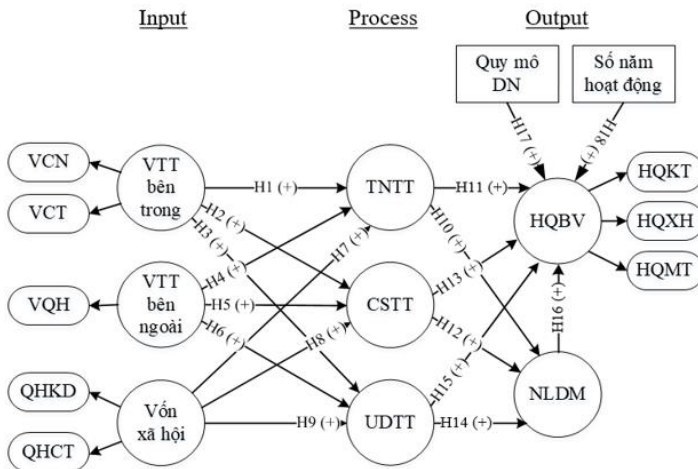 Input
Process
Output
Quy mô
DN
Số năm
hoạt động
H17 (+)
H18 (+)
VCN
VCT
VTT
bên
trong
H1 (+)
H2 (+)
H3 (+)
TNTT
H11 (+)
H10 (+)
HQBV
HQKT
HQXH
HQMT
VQH
VTT
bên
ngoài
H4 (+)
H5 (+)
H6 (+)
H7 (+)
H8 (+)
CSTT
H13 (+)
H12 (+)
H16 (+)
QHKD
QHCT
Vốn
xã hội
H9 (+)
UDTT
H15 (+)
H14 (+)
NLDM